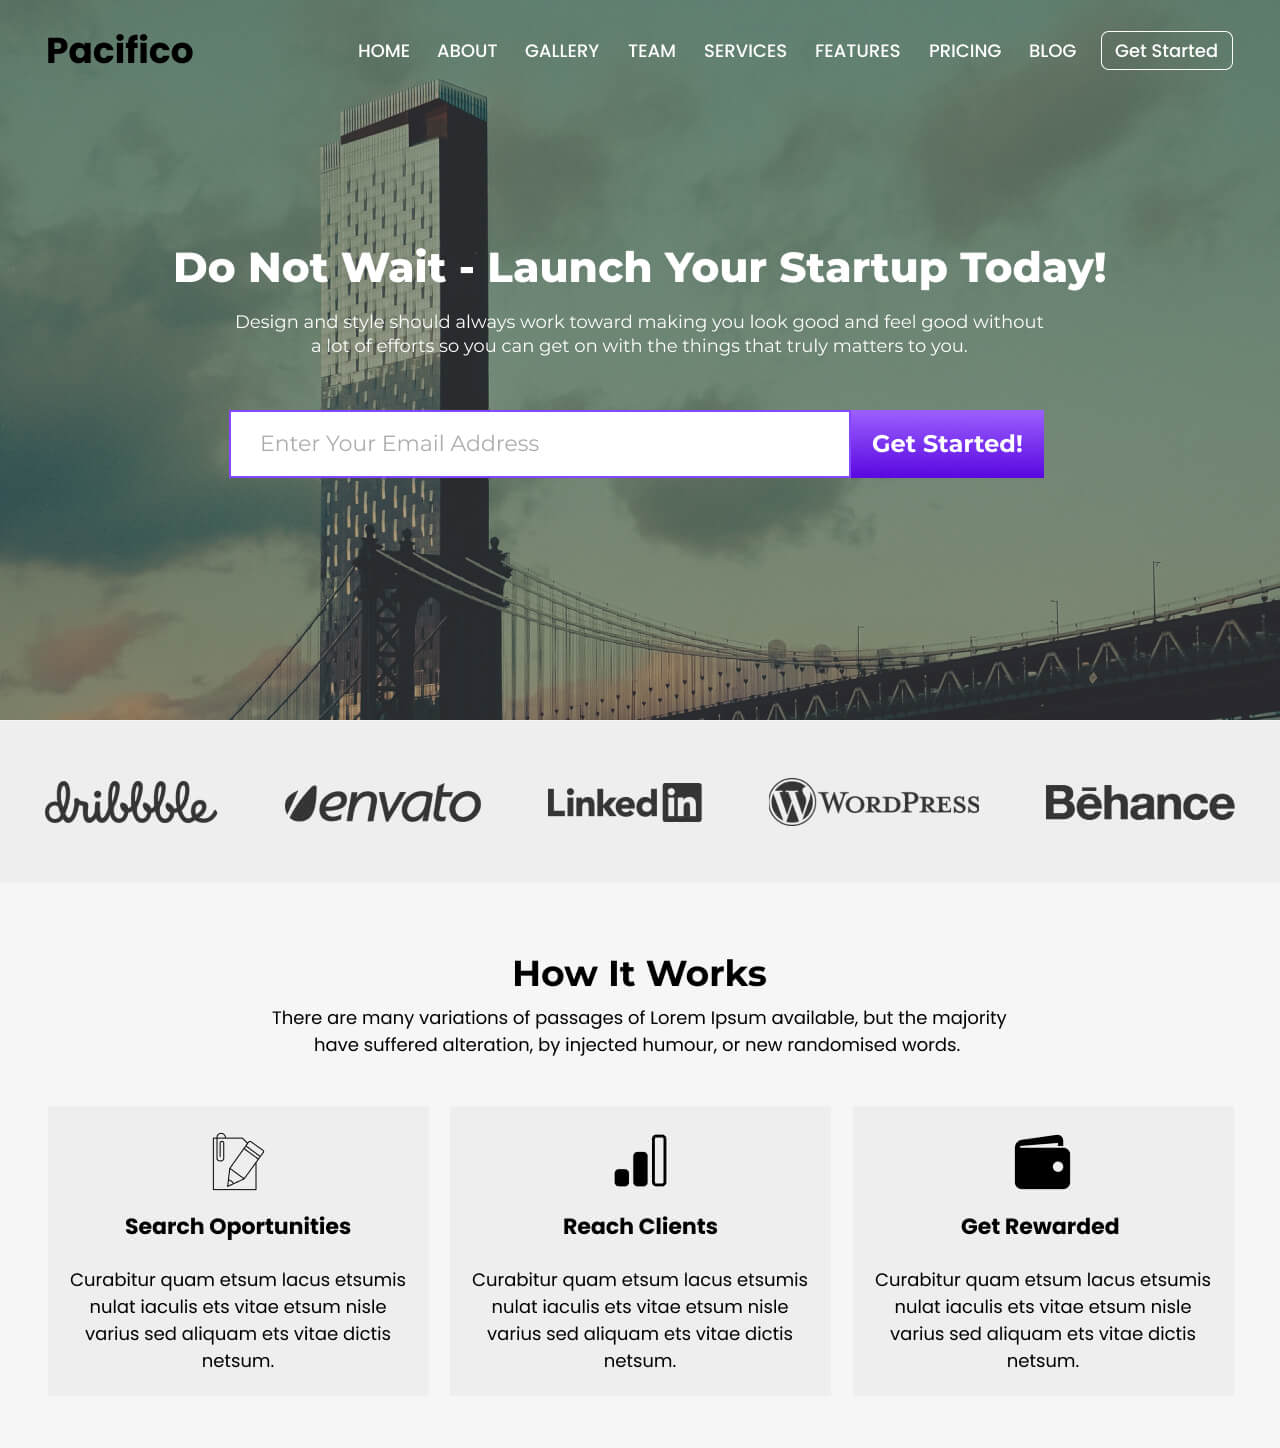 Pacifico
HOME ABOUT GALLERY TEAM SERVICES FEATURES PRICING BLOG Get Started
Do Not Wait - Launch Your Startup Today!
Design and style should always work toward making you look good and feel good without
a lot of efforts so you can get on with the things that truly matters to you.
Enter Your Email Address Get Started!
dribbble envato Linked in WORDPRESS Bēhance
How It Works
There are many variations of passages of Lorem Ipsum available, but the majority
have suffered alteration, by injected humour, or new randomised words.
Search Oportunities
Curabitur quam etsum lacus etsumis
nulat iaculis ets vitae etsum nisle
varius sed aliquam ets vitae dictis
netsum.
Reach Clients
Curabitur quam etsum lacus etsumis
nulat iaculis ets vitae etsum nisle
varius sed aliquam ets vitae dictis
netsum.
Get Rewarded
Curabitur quam etsum lacus etsumis
nulat iaculis ets vitae etsum nisle
varius sed aliquam ets vitae dictis
netsum.